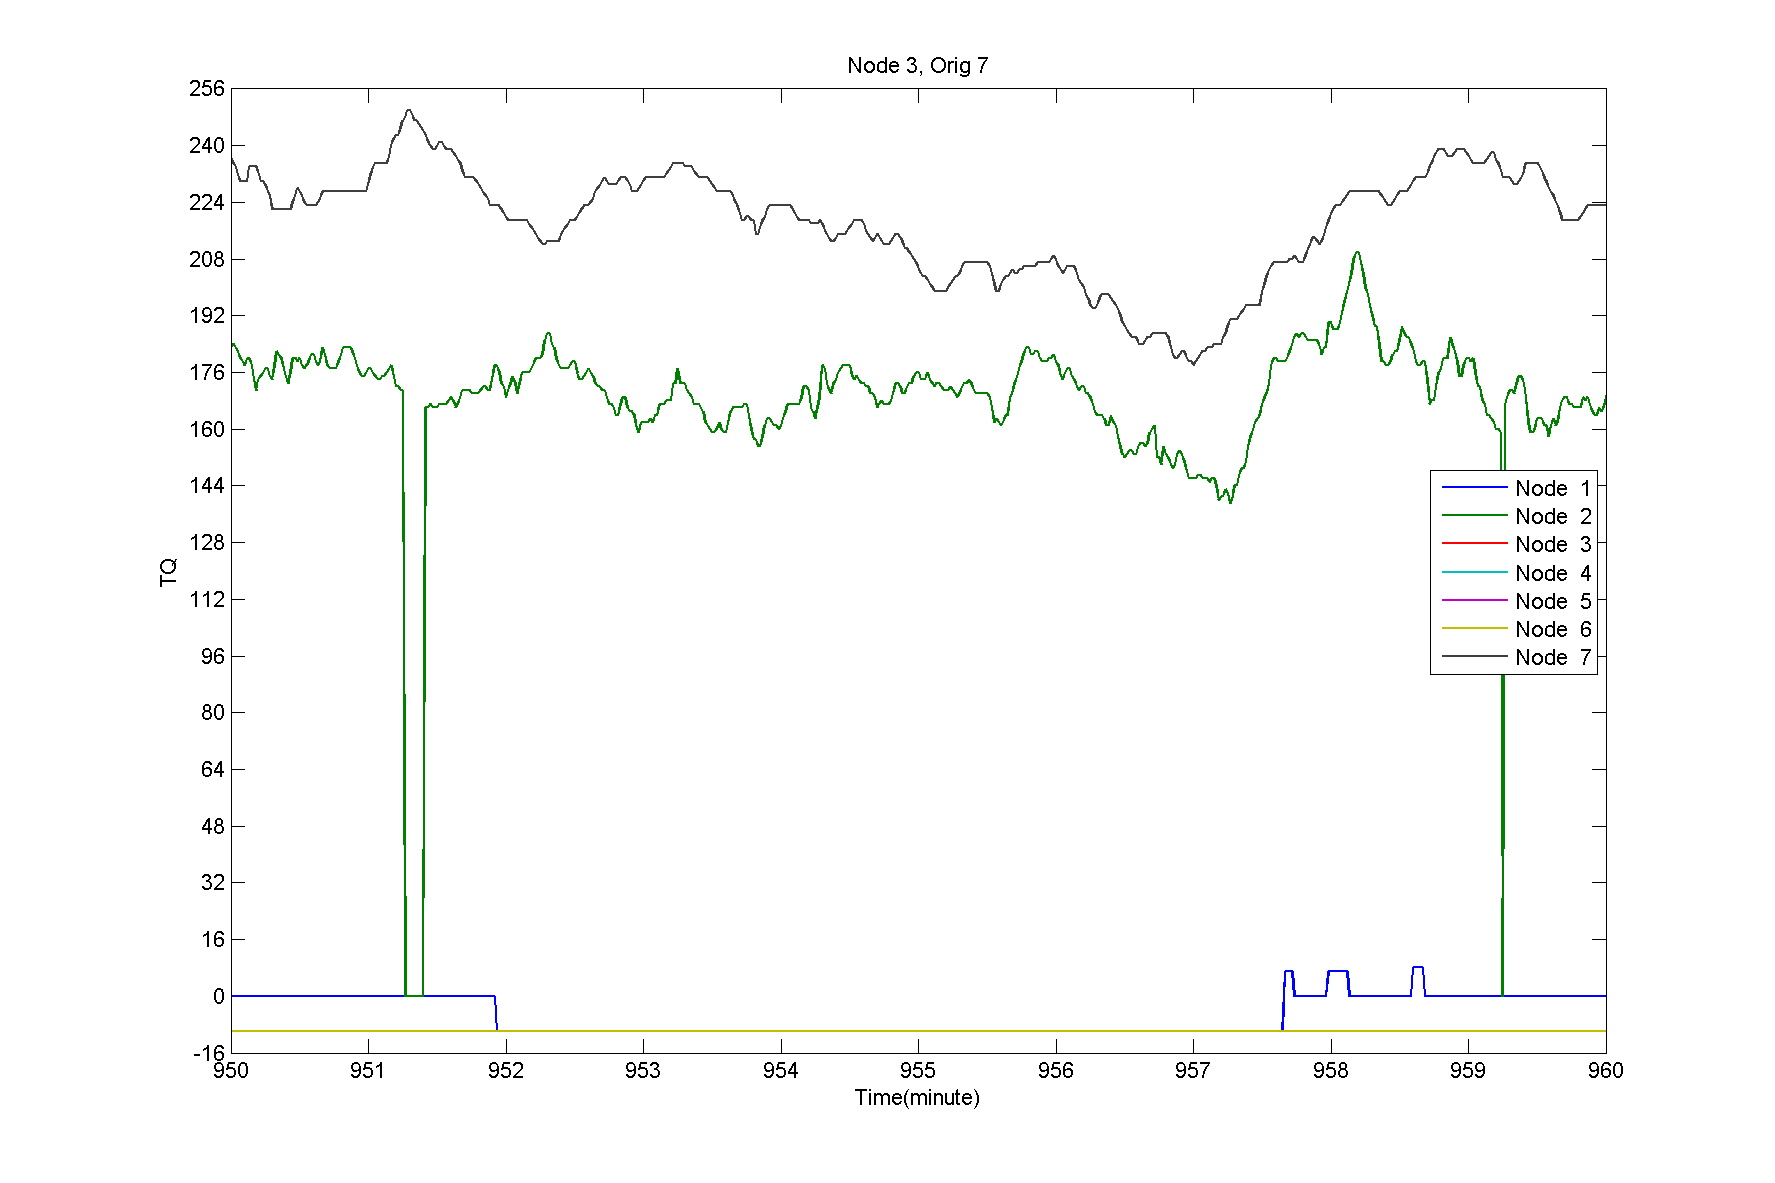 Node 3, Orig 7
256
240
224
208
192
176
160
144
128
112
96
80
64
48
32
16
0
-16
TQ
Node 1
Node 2
Node 3
Node 4
Node 5
Node 6
Node 7
950 951 952 953 954 955 956 957 958 959 960
Time(minute)